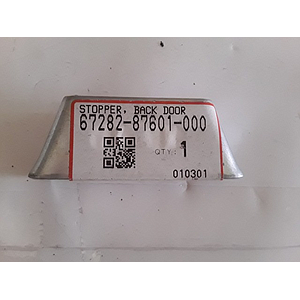 STOPPER, BACK DOOR
67282-87601-000
QTY: 1
010301